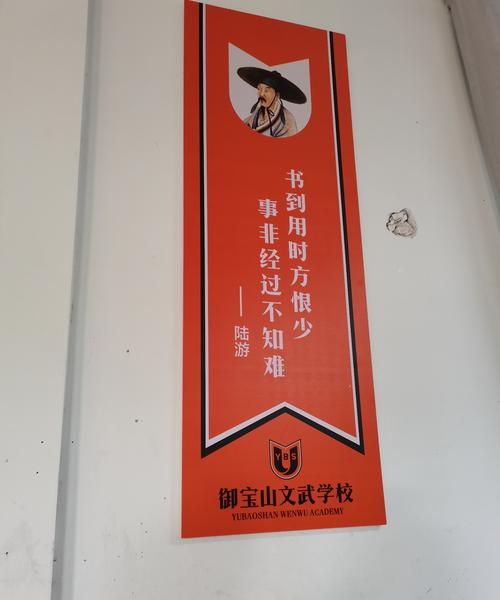 书到用时方恨少
事非经过不知难
——陆游
YBS
御宝山文武学校
YUBAOSHAN WENWU ACADEMY